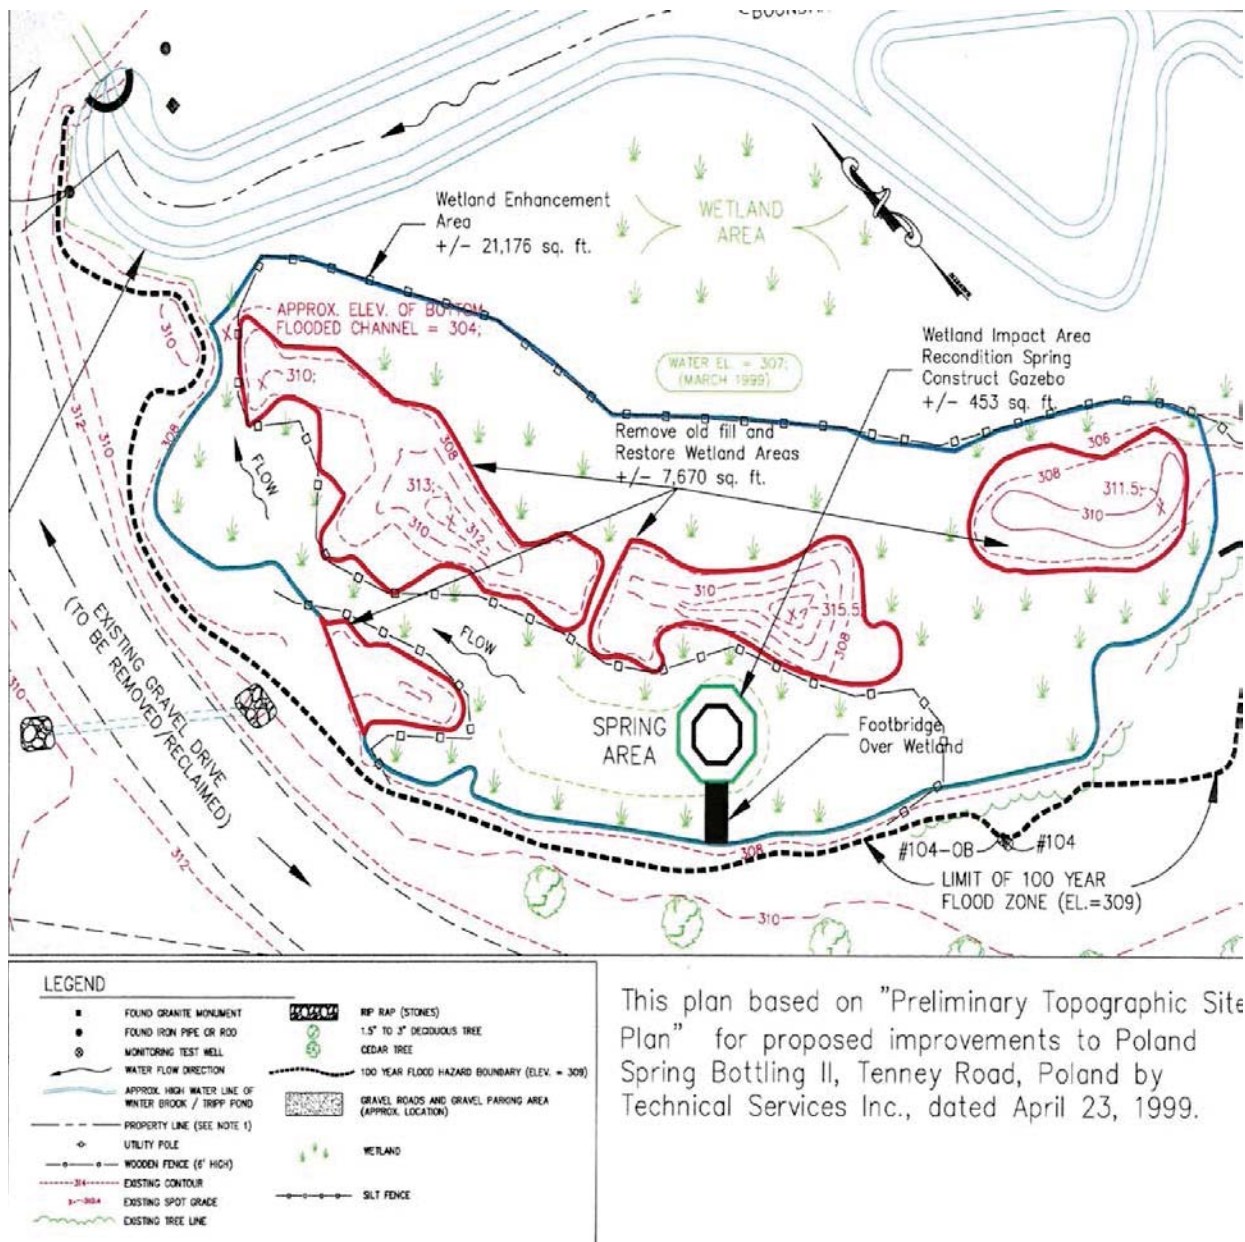 Wetland Enhancement
Area
+/- 21,176 sq. ft.
WETLAND
AREA
APPROX. ELEV. OF BOTTOM
FLOODED CHANNEL = 304;
WATER EL. = 307;
(MARCH 1999)
Wetland Impact Area
Recondition Spring
Construct Gazebo
+/- 453 sq. ft.
Remove old fill and
Restore Wetland Areas
+/- 7,670 sq. ft.
310
310;
308
312
310
308
FLOW
313;
312
310
306
308
311.5;
310
310
315.5;
308
FLOW
EXISTING GRAVEL DRIVE
(TO BE REMOVED/RECLAIMED)
SPRING
AREA
Footbridge
Over Wetland
310
312
308
#104-OB
#104
LIMIT OF 100 YEAR
FLOOD ZONE (EL.=309)
310
LEGEND
FOUND GRANITE MONUMENT
FOUND IRON PIPE OR ROD
MONITORING TEST WELL
WATER FLOW DIRECTION
APPROX. HIGH WATER LINE OF
WINTER BROOK / TRIPP POND
PROPERTY LINE (SEE NOTE 1)
UTILITY POLE
WOODEN FENCE (6' HIGH)
314
EXISTING CONTOUR
EXISTING SPOT GRADE
EXISTING TREE LINE
RIP RAP (STONES)
1.5" TO 3" DECIDUOUS TREE
CEDAR TREE
100 YEAR FLOOD HAZARD BOUNDARY (ELEV. = 309)
GRAVEL ROADS AND GRAVEL PARKING AREA
(APPROX. LOCATION)
WETLAND
SILT FENCE
This plan based on "Preliminary Topographic Site
Plan" for proposed improvements to Poland
Spring Bottling II, Tenney Road, Poland by
Technical Services Inc., dated April 23, 1999.